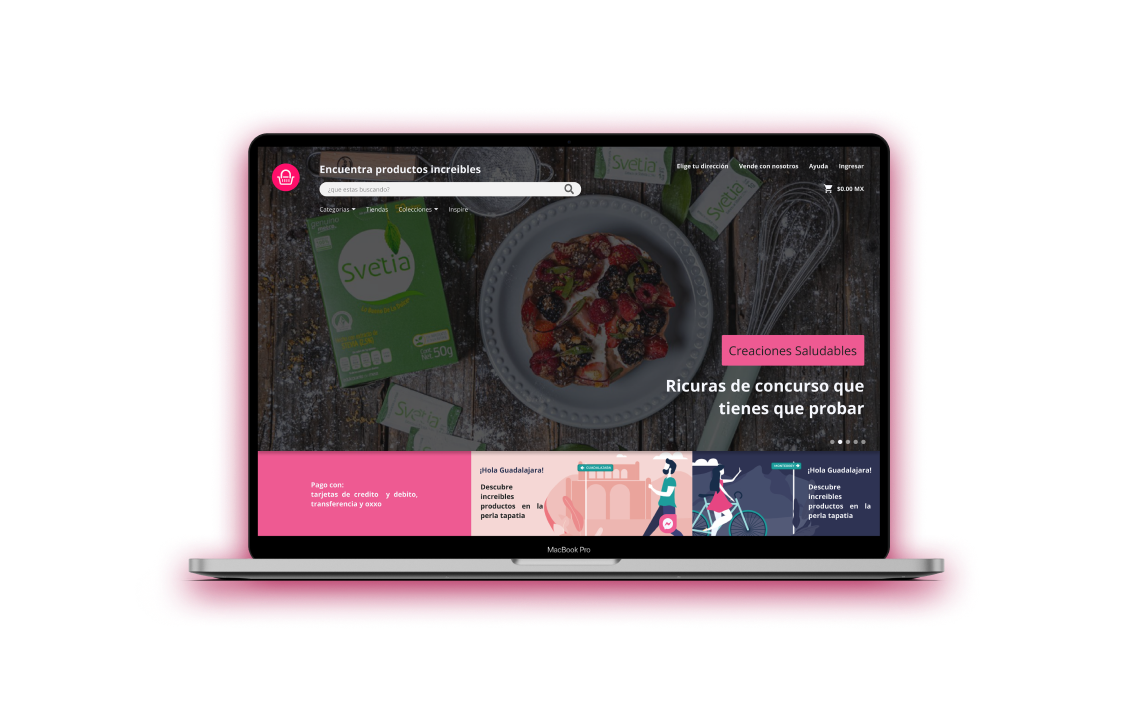 Encuentra productos increibles
¿que estas buscando?
Categorias
Tiendas
Colecciones
Inspire
Elige tu dirección
Vende con nosotros
Ayuda
Ingresar
$0.00 MX
Svetia
Svetia
Svetia
50g
Svetia
Creaciones Saludables
Ricuras de concurso que
tienes que probar
Pago con:
tarjetas de credito y debito,
transferencia y oxxo
¡Hola Guadalajara!
Descubre
increibles
productos en la
perla tapatia
GUADALAJARA
MONTERREY
¡Hola Guadalajara!
Descubre
increibles
productos en la
perla tapatia
MacBook Pro